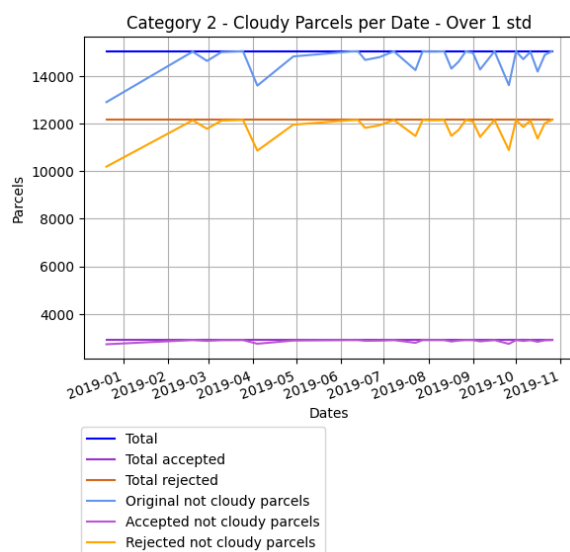 Category 2 - Cloudy Parcels per Date - Over 1 std
14000
12000
10000
8000
6000
4000
Parcels
2019-01 2019-02 2019-03 2019-04 2019-05 2019-06 2019-07 2019-08 2019-09 2019-10 2019-11
Dates
Total
Total accepted
Total rejected
Original not cloudy parcels
Accepted not cloudy parcels
Rejected not cloudy parcels